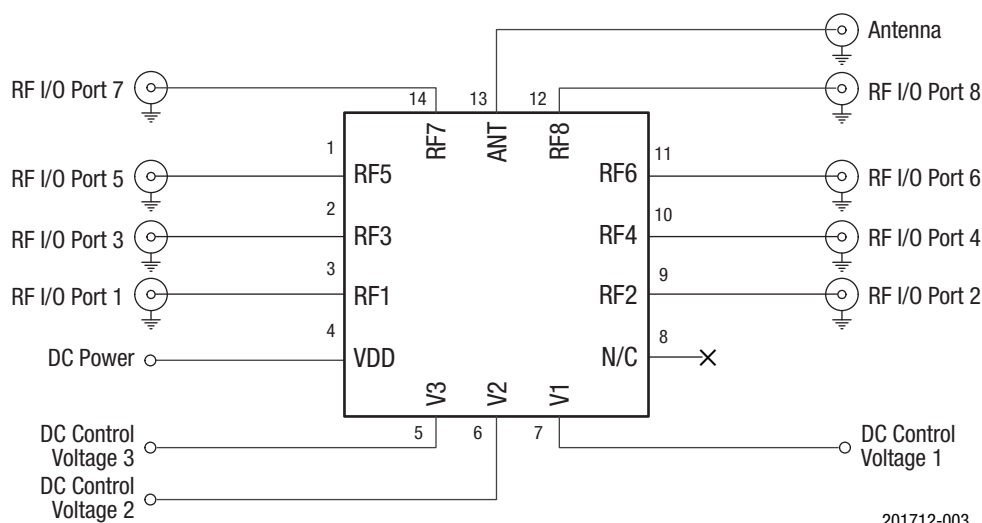 Antenna
RF I/O Port 7
14
13
12
RF I/O Port 8
RF7
ANT
RF8
1
11
RF I/O Port 5
RF5
RF6
RF I/O Port 6
2
10
RF I/O Port 3
RF3
RF4
RF I/O Port 4
3
9
RF I/O Port 1
RF1
RF2
RF I/O Port 2
4
8
DC Power
VDD
N/C
V3
V2
V1
5
6
7
DC Control
Voltage 3
DC Control
Voltage 1
DC Control
Voltage 2
201712-003